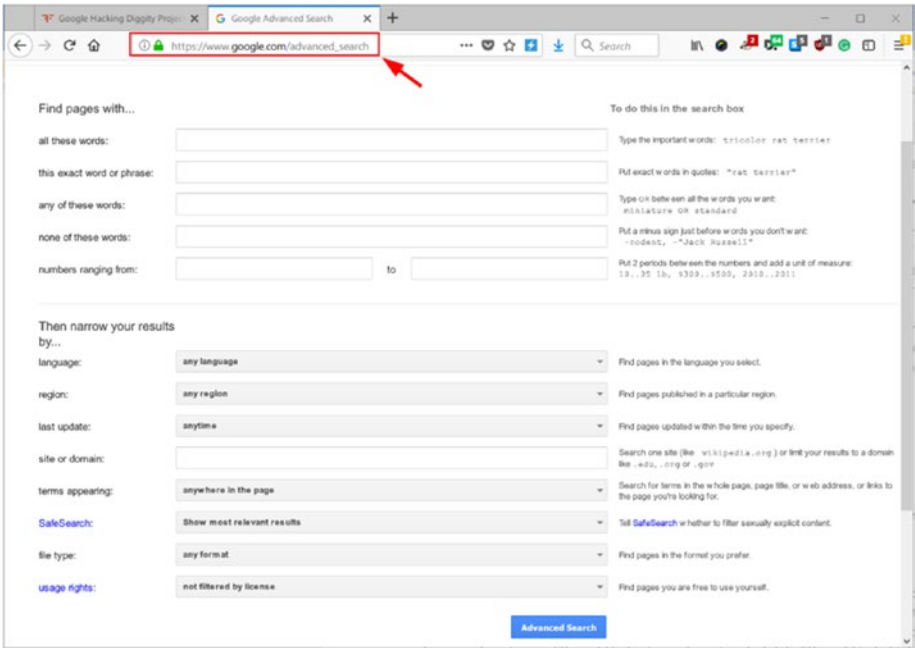 Google Hacking Diggity Projec
Google Advanced Search
https://www.google.com/advanced_search
Search
2
64
5
1
Find pages with...
To do this in the search box
all these words:
Type the important words: tricolor rat terrier
this exact word or phrase:
Put exact words in quotes: "rat terrier"
any of these words:
Type OR between all the words you want:
miniature OR standard
none of these words:
Put a minus sign just before words you don't want:
-rodent, -"Jack Russell"
numbers ranging from:
to
Put 2 periods between the numbers and add a unit of measure:
10..35 lb, $300..$500, 2010..2011
Then narrow your results
by...
language:
any language
Find pages in the language you select.
region:
any region
Find pages published in a particular region.
last update:
anytime
Find pages updated within the time you specify.
site or domain:
Search one site (like wikipedia.org ) or limit your results to a domain
like .edu, .org or .gov
terms appearing:
anywhere in the page
Search for terms in the whole page, page title, or web address, or links to
the page you're looking for.
SafeSearch:
Show most relevant results
Tell SafeSearch whether to filter sexually explicit content.
file type:
any format
Find pages in the format you prefer.
usage rights:
not filtered by license
Find pages you are free to use yourself.
Advanced Search